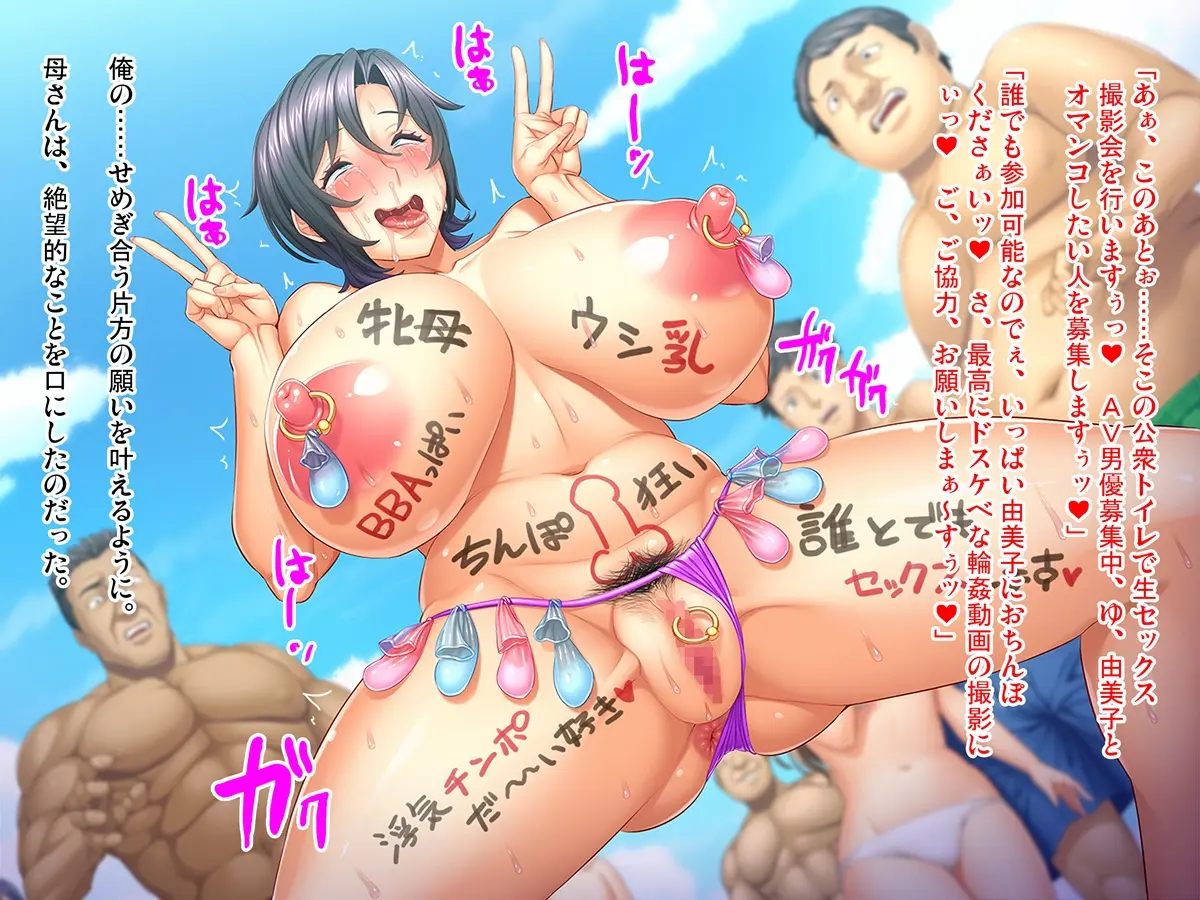 「あぁ、このあとぉ……そこの公衆トイレで生セックス
撮影会を行いますぅっ♥　ＡＶ男優募集中、ゆ、由美子と
オマンコしたい人を募集しますぅッ♥」
「誰でも参加可能なのでぇ、いっぱい由美子におちんぽ
くださぁいッ♥　さ、最高にドスケベな輪姦動画の撮影に
ぃっ♥　ご、ご協力、お願いしまぁ～すぅッ♥」
俺の……せめぎ合う片方の願いを叶えるように。
母さんは、絶望的なことを口にしたのだった。
はぁ
はーッ
はぁ
ガクガク
はーッ
ガク
牝母
ウシ乳
BBAっぱい
ちんぽ
狂い
誰とでも
セックス
す♥
浮気チンポ
だ～～い好き♥